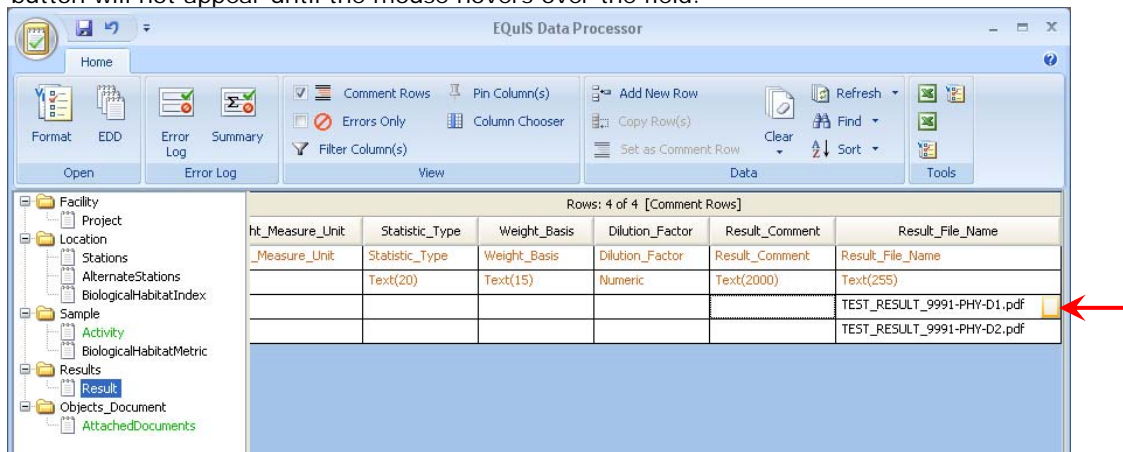 button will not appear until the mouse hovers over the field.
EQuIS Data Processor
Home
Format
EDD
Error Log
Summary
Comment Rows
Errors Only
Filter Column(s)
Pin Column(s)
Column Chooser
Add New Row
Copy Row(s)
Set as Comment Row
Clear
Refresh
Find
Sort
Open
Error Log
View
Data
Tools
Facility
Project
Location
Stations
AlternateStations
BiologicalHabitatIndex
Sample
Activity
BiologicalHabitatMetric
Results
Result
Objects_Document
AttachedDocuments
Rows: 4 of 4 [Comment Rows]
ht_Measure_Unit Statistic_Type Weight_Basis Dilution_Factor Result_Comment Result_File_Name
_Measure_Unit Statistic_Type Weight_Basis Dilution_Factor Result_Comment Result_File_Name
Text(20) Text(15) Numeric Text(2000) Text(255)
TEST_RESULT_9991-PHY-D1.pdf
TEST_RESULT_9991-PHY-D2.pdf